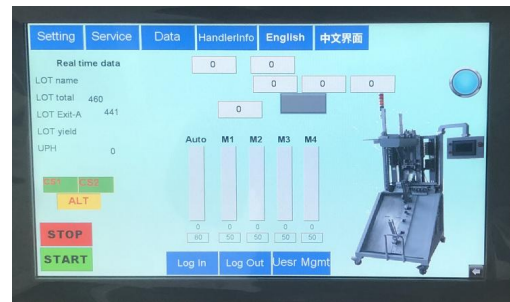 Setting Service Data HandlerInfo English 中文界面
Real time data
0 0
LOT name
0 0 0
LOT total 460
LOT Exit-A 441
0
LOT yield
UPH 0
Auto M1 M2 M3 M4
CS1 CS2
ALT
0 0 0 0 0
60 50 50 50 50
STOP
START
Log In Log Out Uesr Mgmt